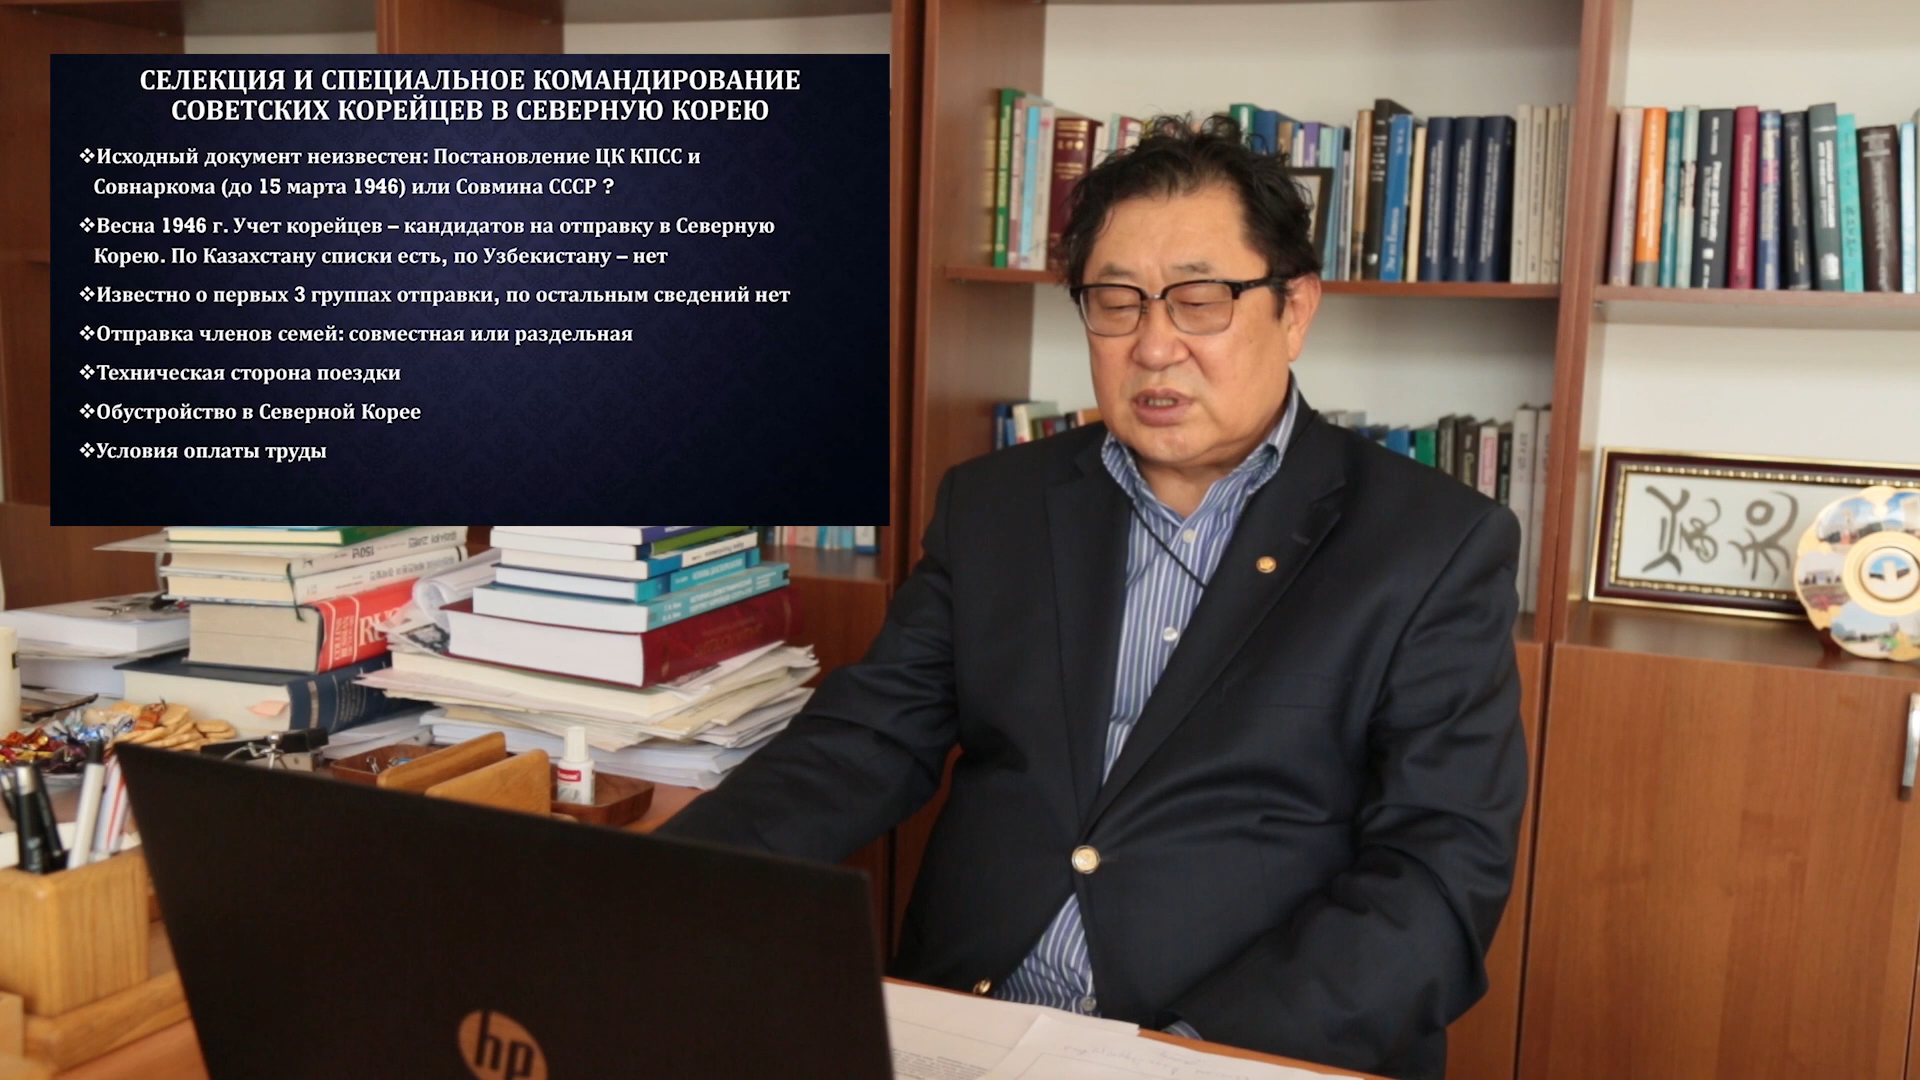 СЕЛЕКЦИЯ И СПЕЦИАЛЬНОЕ КОМАНДИРОВАНИЕ
СОВЕТСКИХ КОРЕЙЦЕВ В СЕВЕРНУЮ КОРЕЮ
❖Исходный документ неизвестен: Постановление ЦК КПСС и
Совнаркома (до 15 марта 1946) или Совмина СССР ?
❖Весна 1946 г. Учет корейцев – кандидатов на отправку в Северную
Корею. По Казахстану списки есть, по Узбекистану – нет
❖Известно о первых 3 группах отправки, по остальным сведений нет
❖Отправка членов семей: совместная или раздельная
❖Техническая сторона поездки
❖Обустройство в Северной Корее
❖Условия оплаты труды
hp